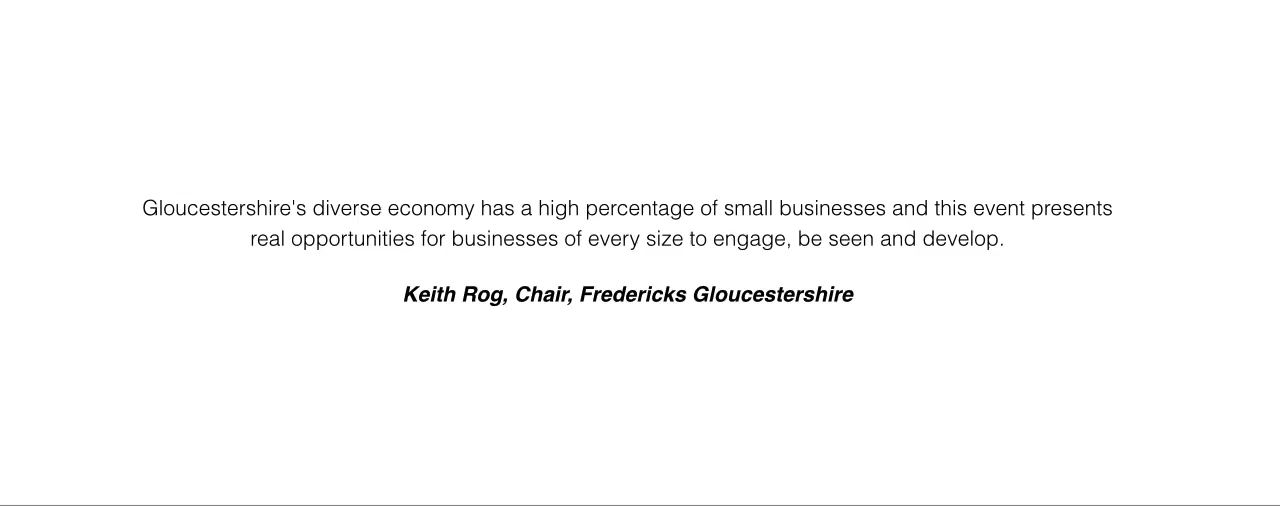 Gloucestershire's diverse economy has a high percentage of small businesses and this event presents
real opportunities for businesses of every size to engage, be seen and develop.
Keith Rog, Chair, Fredericks Gloucestershire